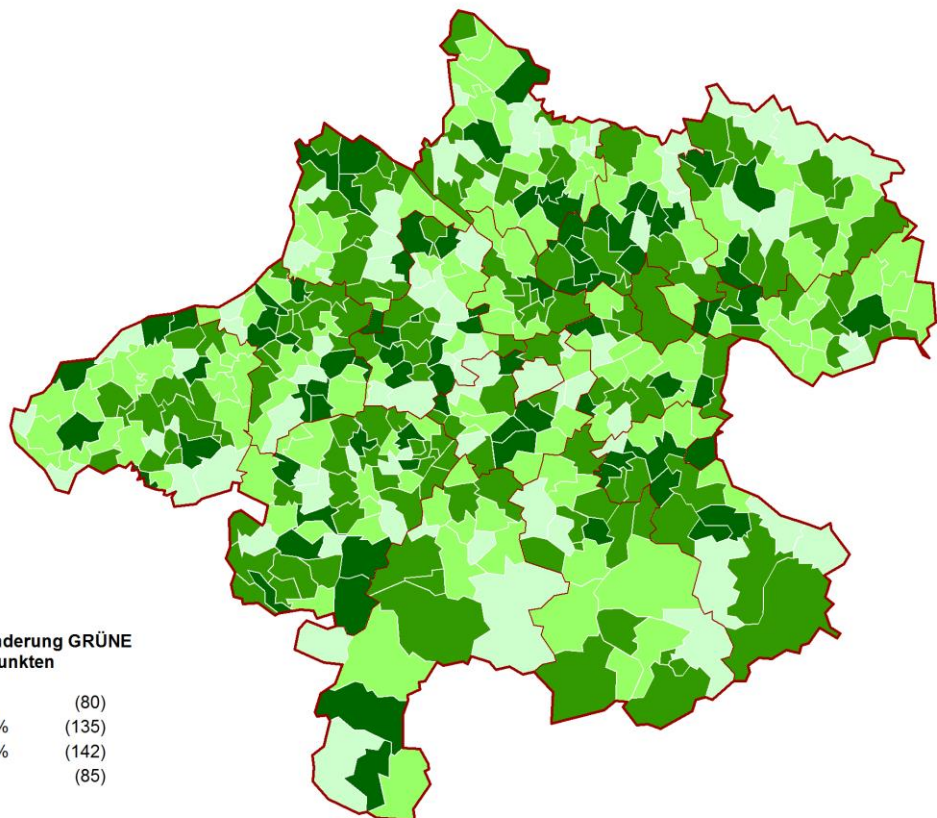 nderung GRÜNE
unkten
(80)
% (135)
% (142)
(85)